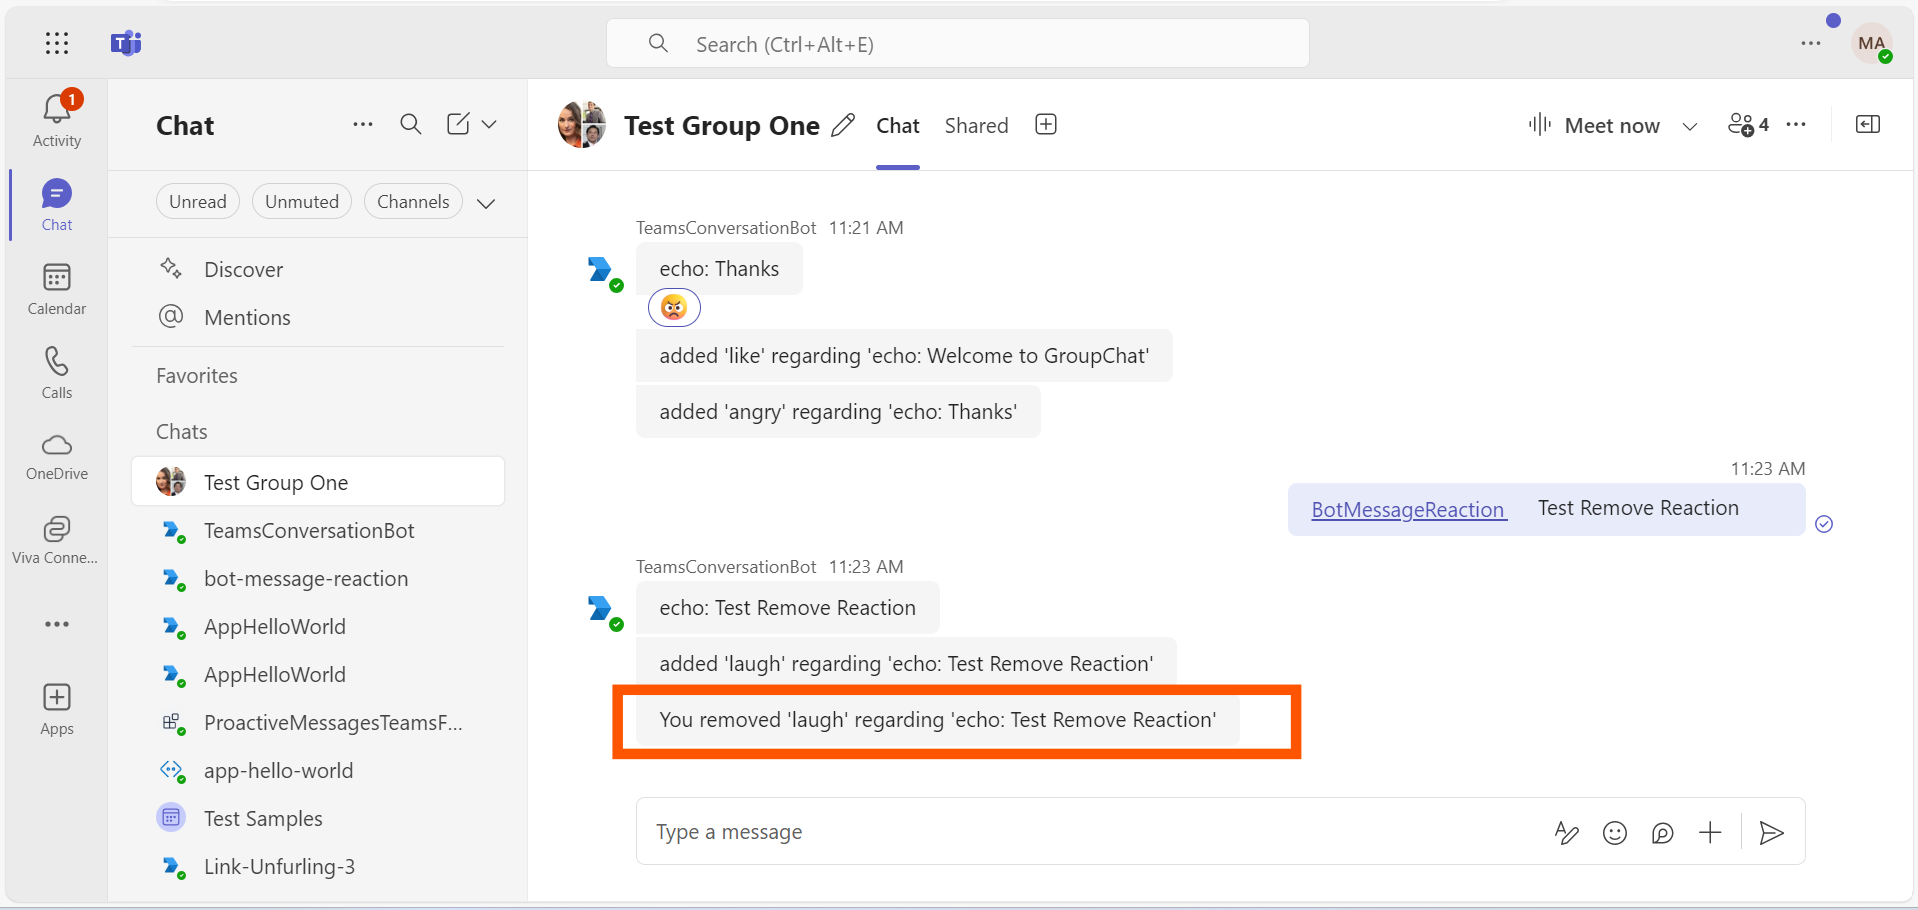 Search (Ctrl+Alt+E)
MA
1
Activity
Chat
Calendar
Calls
OneDrive
Viva Conne...
Apps
Chat
Unread
Unmuted
Channels
Discover
Mentions
Favorites
Chats
Test Group One
TeamsConversationBot
bot-message-reaction
AppHelloWorld
AppHelloWorld
ProactiveMessagesTeamsF...
app-hello-world
Test Samples
Link-Unfurling-3
Test Group One
Chat
Shared
Meet now
4
TeamsConversationBot 11:21 AM
echo: Thanks
added 'like' regarding 'echo: Welcome to GroupChat'
added 'angry' regarding 'echo: Thanks'
11:23 AM
BotMessageReaction Test Remove Reaction
TeamsConversationBot 11:23 AM
echo: Test Remove Reaction
added 'laugh' regarding 'echo: Test Remove Reaction'
You removed 'laugh' regarding 'echo: Test Remove Reaction'
Type a message